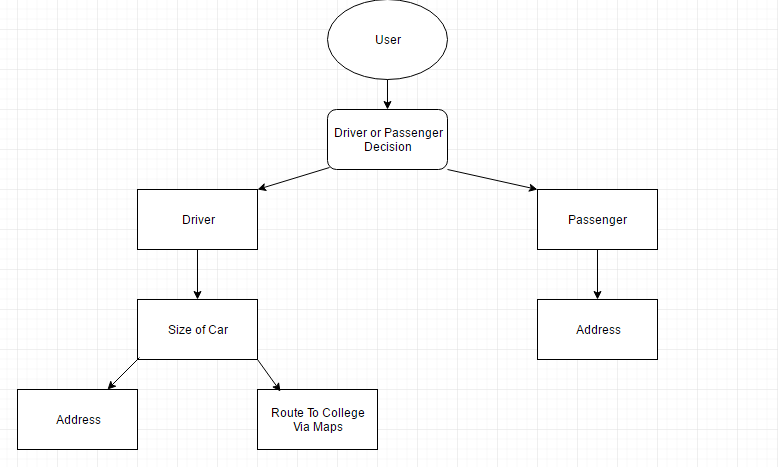 User
Driver or Passenger
Decision
Driver
Passenger
Size of Car
Address
Address
Route To College
Via Maps